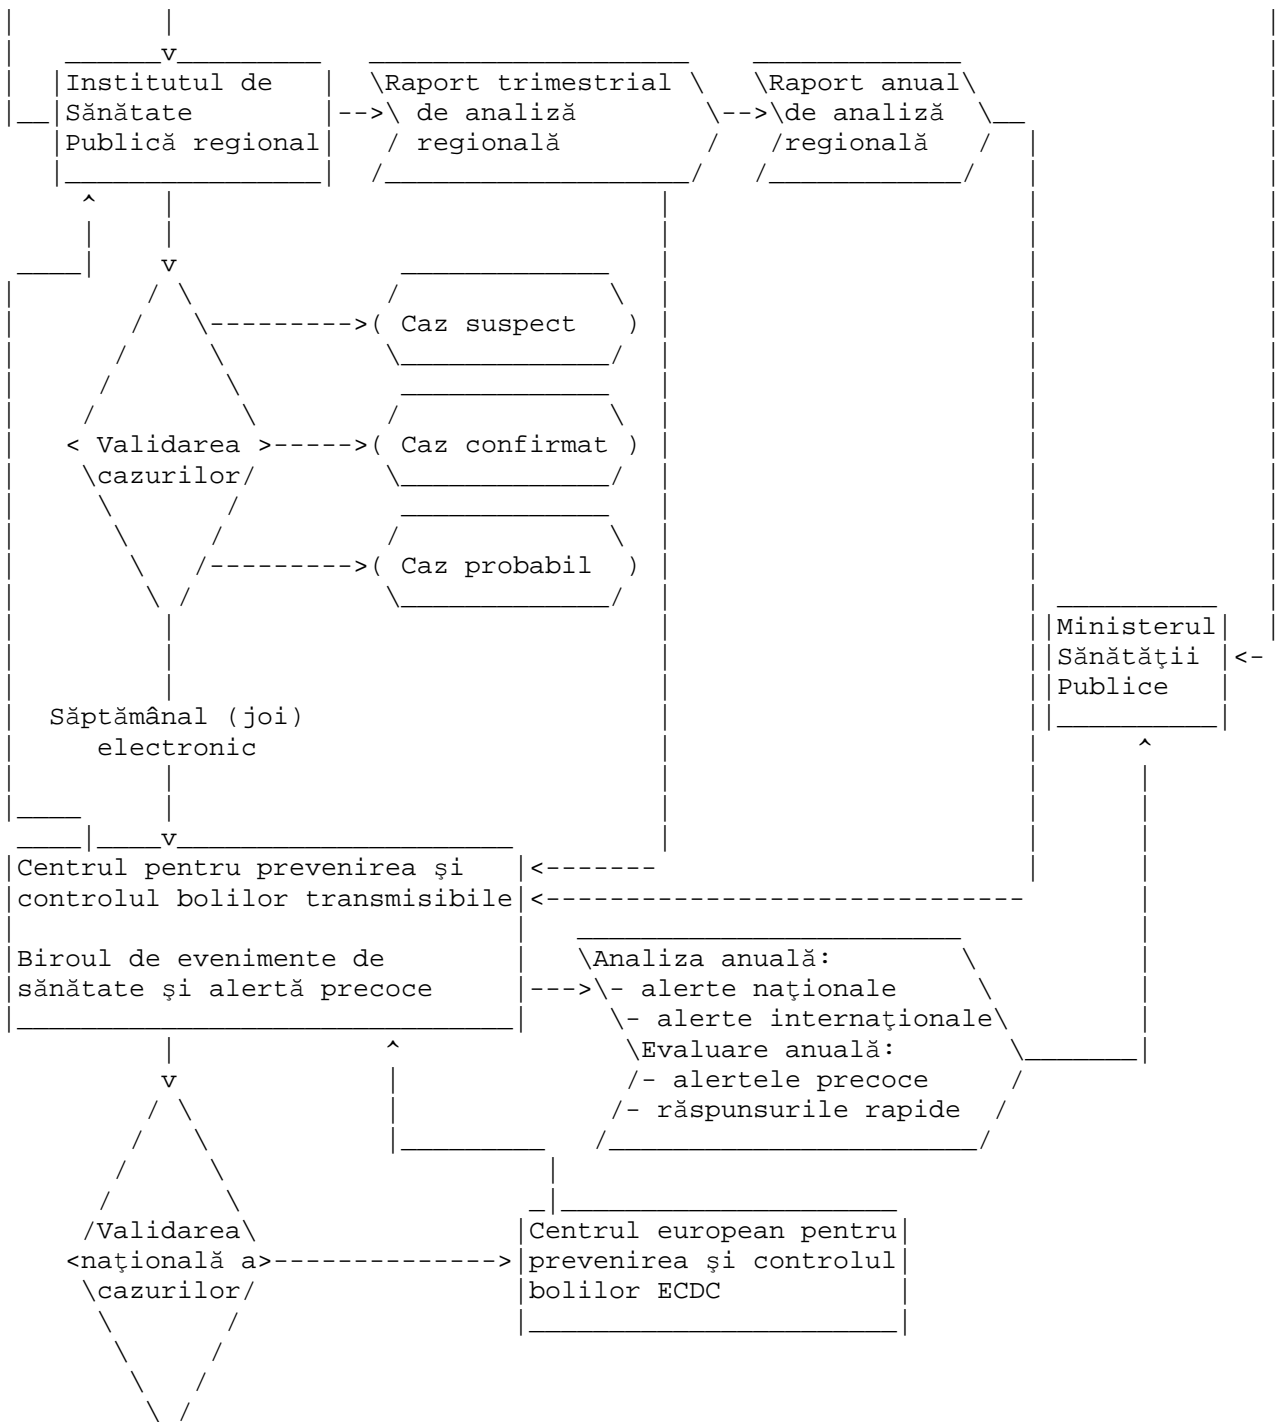 Institutul de
Sănătate
Publică regional
Raport trimestrial
de analiză
regională
Raport anual
de analiză
regională
Caz suspect
Validarea
cazurilor
Caz confirmat
Caz probabil
Ministerul
Sănătăţii
Publice
Săptămânal (joi)
electronic
Centrul pentru prevenirea şi
controlul bolilor transmisibile
Biroul de evenimente de
sănătate şi alertă precoce
Analiza anuală:
- alerte naţionale
- alerte internaţionale
Evaluare anuală:
- alertele precoce
- răspunsurile rapide
Validarea
naţională a
cazurilor
Centrul european pentru
prevenirea şi controlul
bolilor ECDC